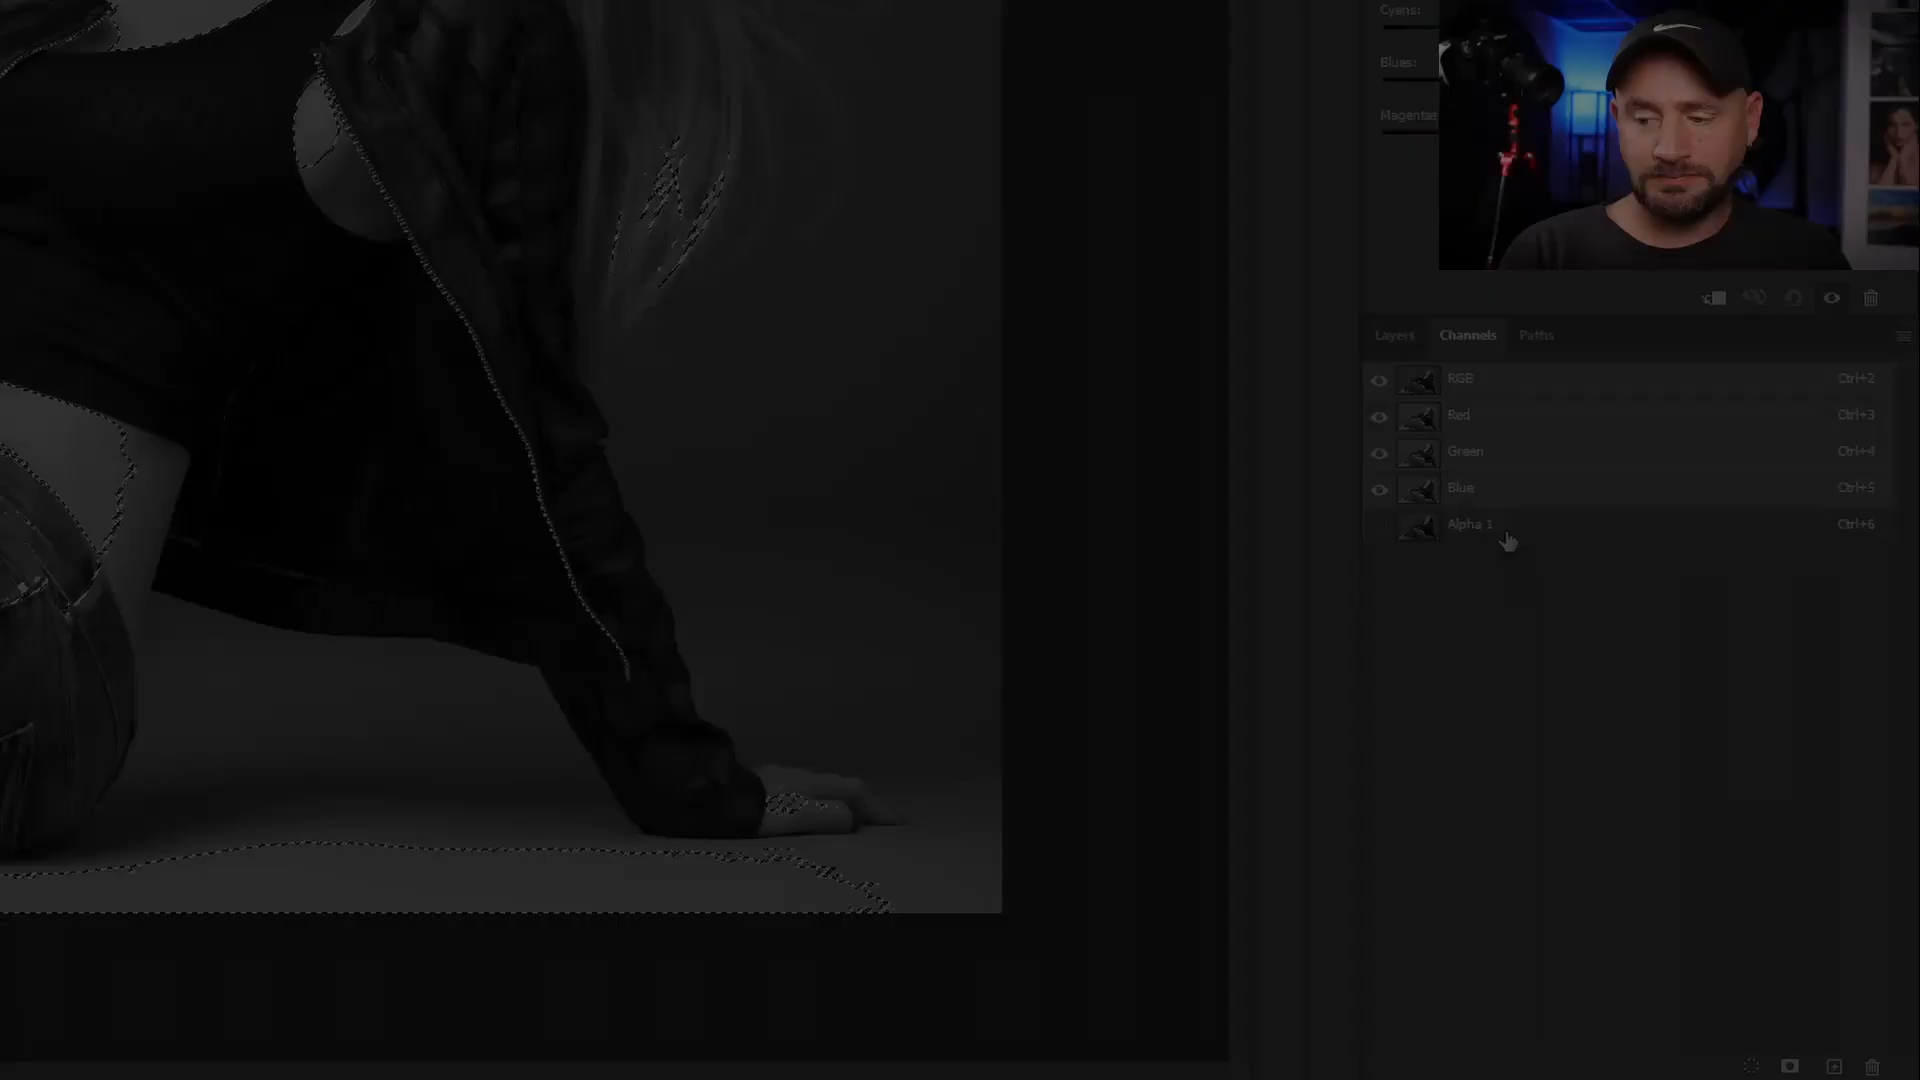 Cyans:
Blues:
Magentas
Layers Channels Paths
RGB Ctrl+2
Red Ctrl+3
Green Ctrl+4
Blue Ctrl+5
Alpha 1 Ctrl+6